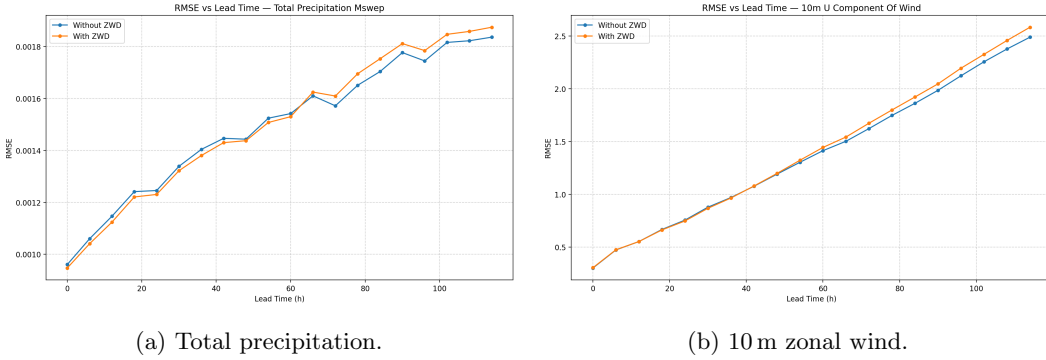 RMSE vs Lead Time — Total Precipitation Mswep
Without ZWD
With ZWD
0.0018
0.0016
0.0014
0.0012
0.0010
RMSE
0
20
40
60
80
100
Lead Time (h)
(a) Total precipitation.
RMSE vs Lead Time — 10m U Component Of Wind
Without ZWD
With ZWD
2.5
2.0
1.5
1.0
0.5
RMSE
0
20
40
60
80
100
Lead Time (h)
(b) 10 m zonal wind.